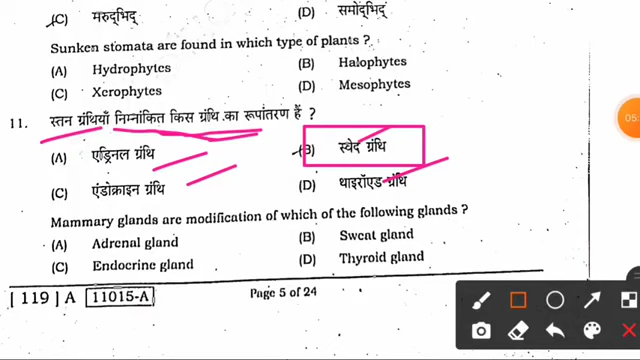 (C) मरुद्‌भिद् (D) समोद्‌भिद्
Sunken stomata are found in which type of plants ?
(A) Hydrophytes (B) Halophytes
(C) Xerophytes (D) Mesophytes
11. स्तन ग्रंथियाँ निम्नांकित किस ग्रंथि का रूपांतरण हैं ?
(A) एड्रिनल ग्रंथि (B) स्वेद ग्रंथि
(C) एंडोक्राइन ग्रंथि (D) थाइरॉएड ग्रंथि
Mammary glands are modification of which of the following glands ?
(A) Adrenal gland (B) Sweat gland
(C) Endocrine gland (D) Thyroid gland
[ 119 ] A 11015-A Page 5 of 24